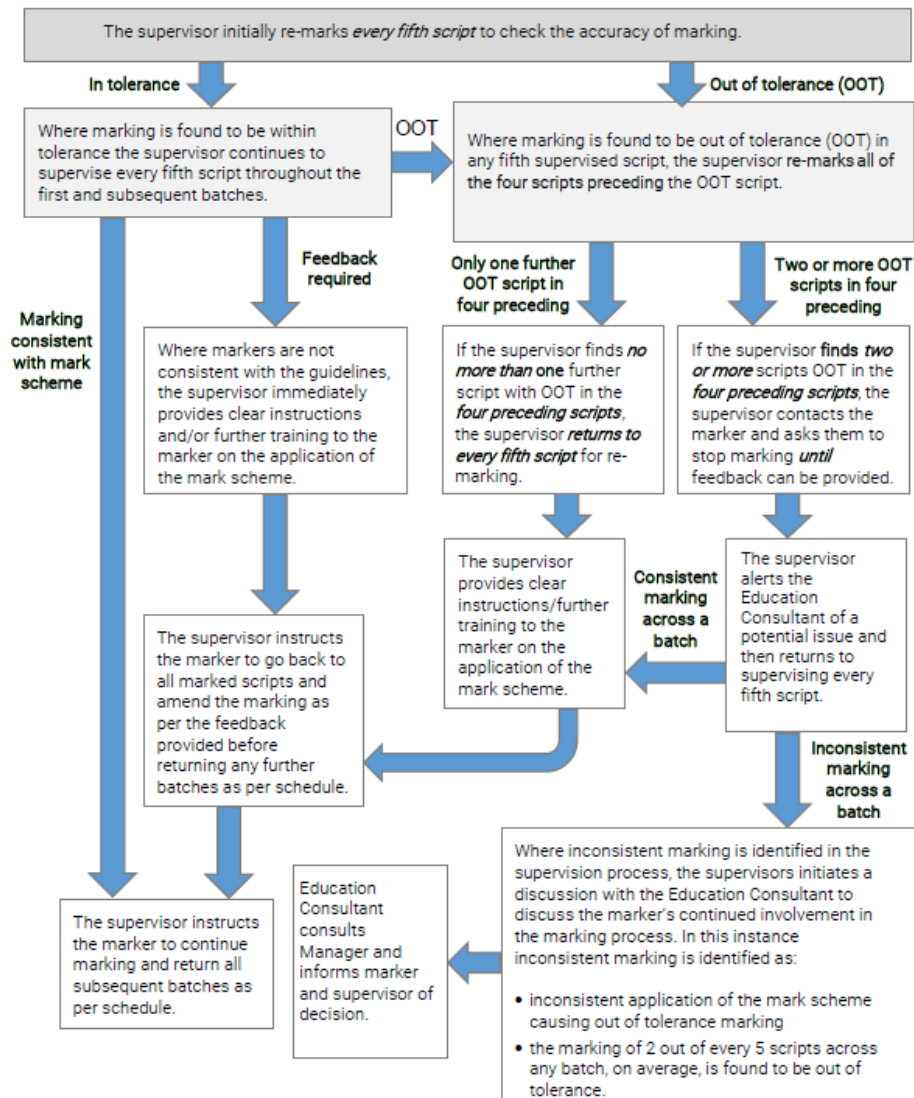 The supervisor initially re-marks every fifth script to check the accuracy of marking.
In tolerance
Out of tolerance (OOT)
Where marking is found to be within
tolerance the supervisor continues to
supervise every fifth script throughout the
first and subsequent batches.
OOT
Where marking is found to be out of tolerance (OOT) in
any fifth supervised script, the supervisor re-marks all of
the four scripts preceding the OOT script.
Marking
consistent
with mark
scheme
Feedback
required
Only one further
OOT script in
four preceding
Two or more OOT
scripts in four
preceding
Where markers are not
consistent with the guidelines,
the supervisor immediately
provides clear instructions
and/or further training to the
marker on the application of
the mark scheme.
If the supervisor finds no
more than one further
script with OOT in the
four preceding scripts,
the supervisor returns to
every fifth script for re-
marking.
If the supervisor finds two
or more scripts OOT in the
four preceding scripts, the
supervisor contacts the
marker and asks them to
stop marking until
feedback can be provided.
The supervisor
provides clear
instructions/further
training to the
marker on the
application of the
mark scheme.
Consistent
marking
across a
batch
The supervisor
alerts the
Education
Consultant of a
potential issue and
then returns to
supervising every
fifth script.
The supervisor instructs
the marker to go back to
all marked scripts and
amend the marking as
per the feedback
provided before
returning any further
batches as per schedule.
Inconsistent
marking
across a
batch
The supervisor instructs
the marker to continue
marking and return all
subsequent batches as
per schedule.
Education
Consultant
consults
Manager and
informs marker
and supervisor of
decision.
Where inconsistent marking is identified in the
supervision process, the supervisors initiates a
discussion with the Education Consultant to
discuss the marker's continued involvement in
the marking process. In this instance
inconsistent marking is identified as:
• inconsistent application of the mark scheme
causing out of tolerance marking
• the marking of 2 out of every 5 scripts across
any batch, on average, is found to be out of
tolerance.